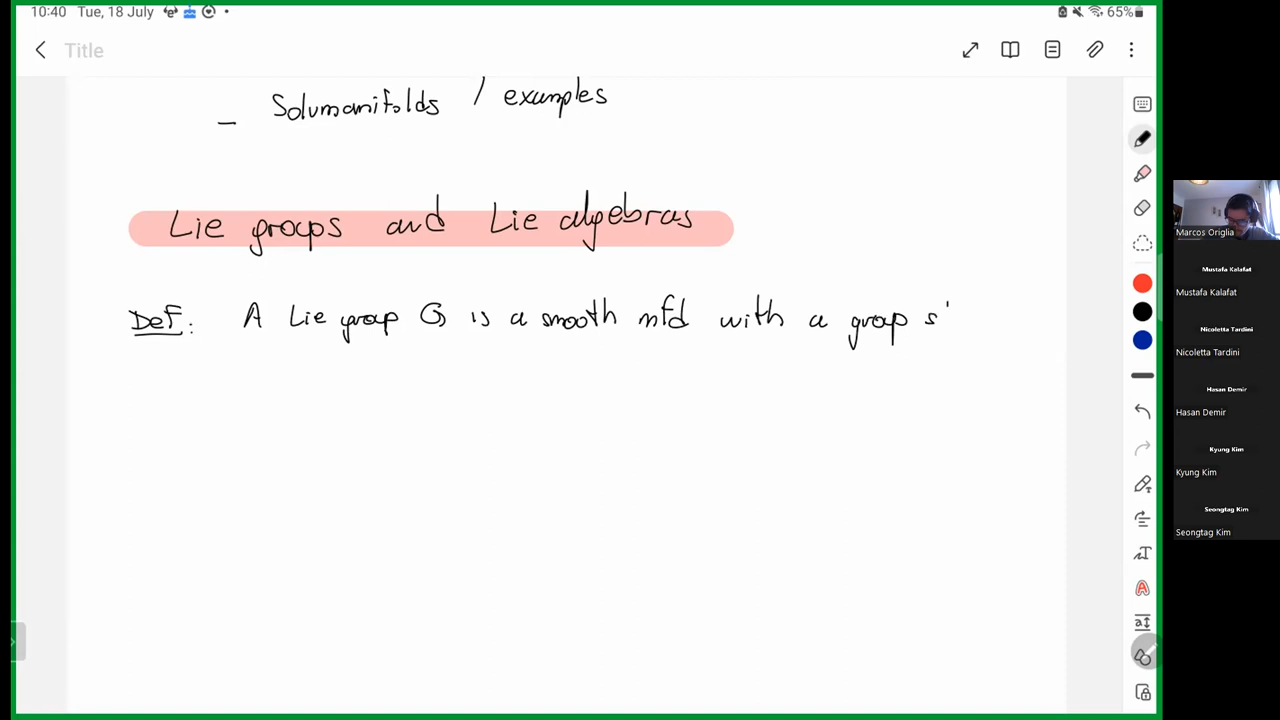 10:40 Tue, 18 July
65%
Title
Solvmanifolds / examples
Lie groups and Lie algebras
Def: A Lie group G is a smooth mfd with a group s
Marcos Origlia
Mustafa Kalafat
Mustafa Kalafat
Nicoletta Tardini
Nicoletta Tardini
Hasan Demir
Hasan Demir
Kyung Kim
Kyung Kim
Seongtag Kim
Seongtag Kim